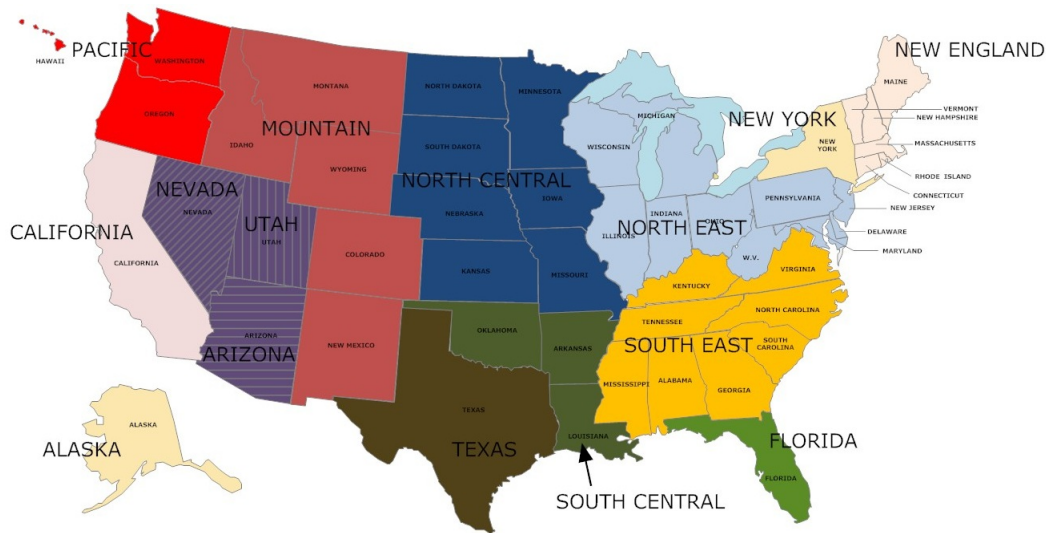 PACIFIC
HAWAII
WASHINGTON
OREGON
NEW ENGLAND
MAINE
VERMONT
NEW HAMPSHIRE
MASSACHUSETTS
RHODE ISLAND
CONNECTICUT
NEW JERSEY
DELAWARE
MARYLAND
MONTANA
MOUNTAIN
IDAHO
WYOMING
NORTH DAKOTA
MINNESOTA
SOUTH DAKOTA
NORTH CENTRAL
IOWA
NEBRASKA
KANSAS
MISSOURI
MICHIGAN
WISCONSIN
NEW YORK
NEW
YORK
PENNSYLVANIA
NEVADA
NEVADA
UTAH
UTAH
CALIFORNIA
CALIFORNIA
COLORADO
ILLINOIS
INDIANA
OHIO
NORTH EAST
W.V.
VIRGINIA
KENTUCKY
TENNESSEE
NORTH CAROLINA
SOUTH
CAROLINA
SOUTH EAST
MISSISSIPPI
ALABAMA
GEORGIA
ARIZONA
ARIZONA
NEW MEXICO
OKLAHOMA
ARKANSAS
TEXAS
TEXAS
LOUISIANA
SOUTH CENTRAL
FLORIDA
FLORIDA
ALASKA
ALASKA